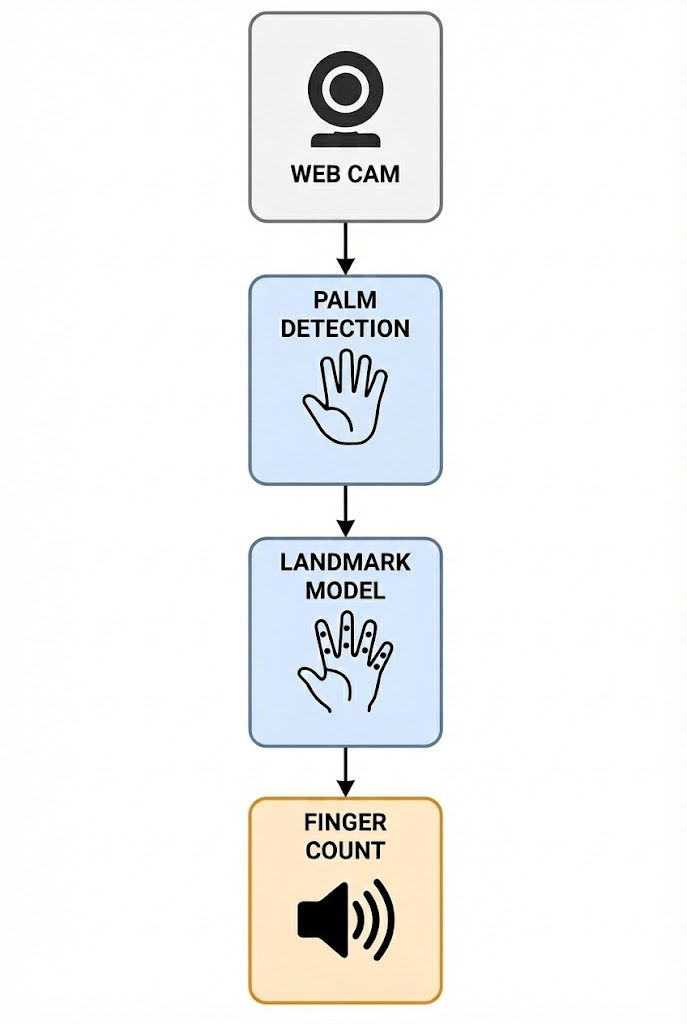 WEB CAM
PALM
DETECTION
LANDMARK
MODEL
FINGER
COUNT